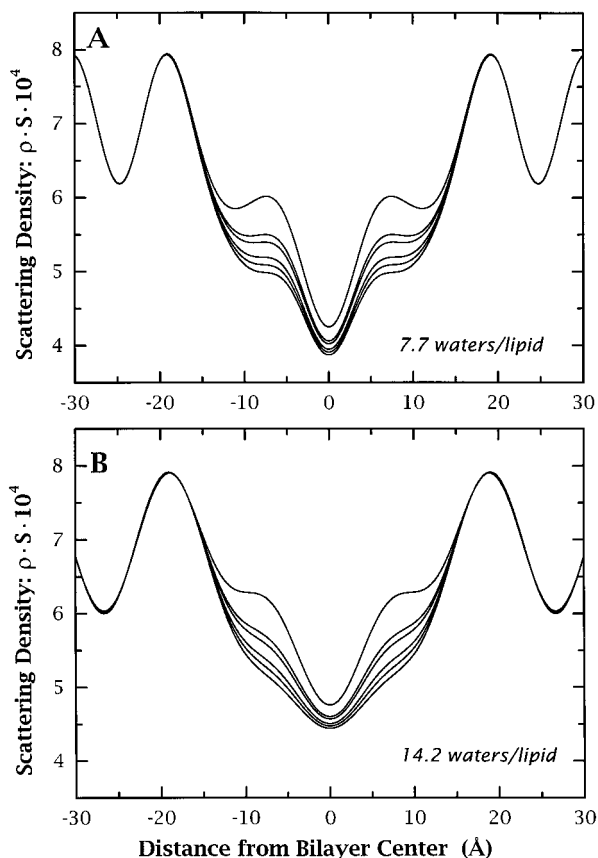 A
Scattering Density: ρ · S · 10⁴
8
7
6
5
4
7.7 waters/lipid
-30 -20 -10 0 10 20 30
B
Scattering Density: ρ · S · 10⁴
8
7
6
5
4
14.2 waters/lipid
-30 -20 -10 0 10 20 30
Distance from Bilayer Center (Å)